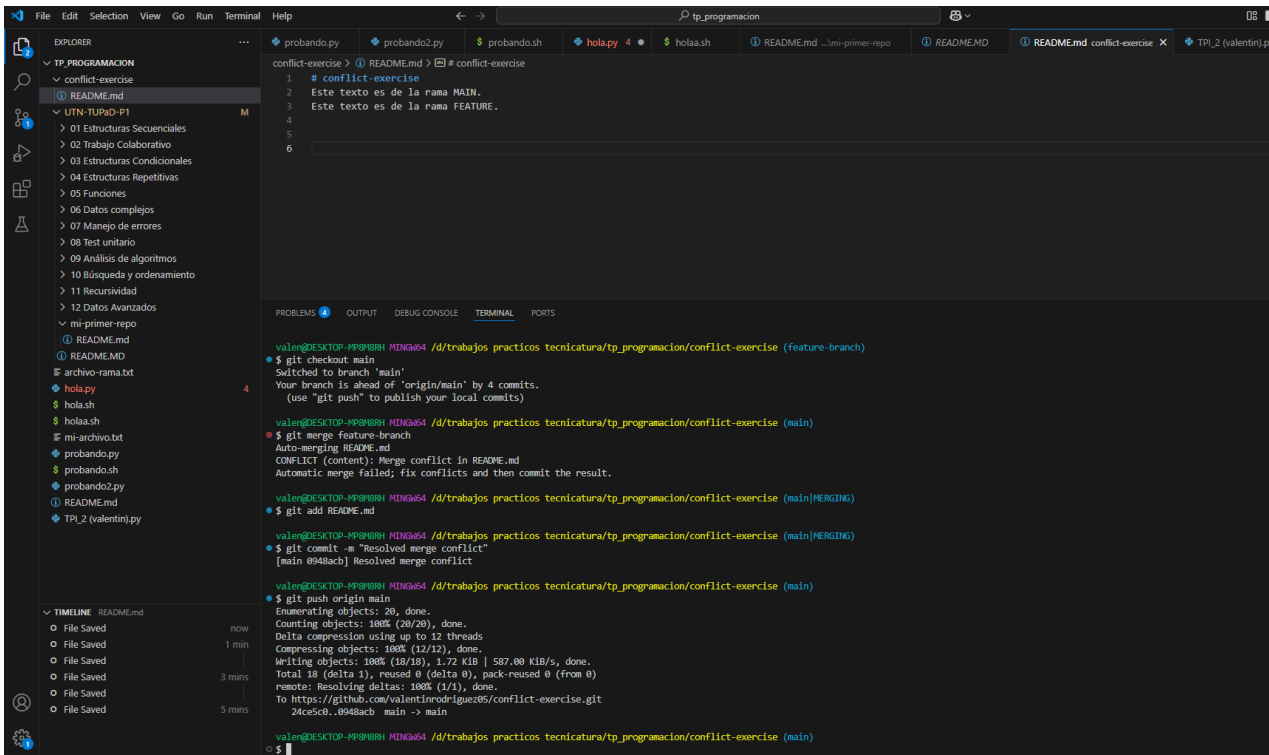 File Edit Selection View Go Run Terminal Help
tp_programacion
EXPLORER
probando.py
probando2.py
$ probando.sh
hola.py 4
$ holaa.sh
README.md ...\mi-primer-repo
README.MD
README.md conflict-exercise
TPI_2 (valentin).p
TP_PROGRAMACION
conflict-exercise
README.md
UTN-TUPaD-P1 M
01 Estructuras Secuenciales
02 Trabajo Colaborativo
03 Estructuras Condicionales
04 Estructuras Repetitivas
05 Funciones
06 Datos complejos
07 Manejo de errores
08 Test unitario
09 Análisis de algoritmos
10 Búsqueda y ordenamiento
11 Recursividad
12 Datos Avanzados
mi-primer-repo
README.md
README.MD
archivo-rama.txt
hola.py 4
$ hola.sh
$ holaa.sh
mi-archivo.txt
probando.py
$ probando.sh
probando2.py
README.md
TPI_2 (valentin).py
TIMELINE README.md
File Saved now
File Saved 1 min
File Saved
File Saved 3 mins
File Saved
File Saved 5 mins
conflict-exercise > README.md > # conflict-exercise
1 # conflict-exercise
2 Este texto es de la rama MAIN.
3 Este texto es de la rama FEATURE.
4
5
6
PROBLEMS 4 OUTPUT DEBUG CONSOLE TERMINAL PORTS
valen@DESKTOP-MP8M8RH MINGW64 /d/trabajos practicos tecnicatura/tp_programacion/conflict-exercise (feature-branch)
$ git checkout main
Switched to branch 'main'
Your branch is ahead of 'origin/main' by 4 commits.
(use "git push" to publish your local commits)
valen@DESKTOP-MP8M8RH MINGW64 /d/trabajos practicos tecnicatura/tp_programacion/conflict-exercise (main)
$ git merge feature-branch
Auto-merging README.md
CONFLICT (content): Merge conflict in README.md
Automatic merge failed; fix conflicts and then commit the result.
valen@DESKTOP-MP8M8RH MINGW64 /d/trabajos practicos tecnicatura/tp_programacion/conflict-exercise (main|MERGING)
$ git add README.md
valen@DESKTOP-MP8M8RH MINGW64 /d/trabajos practicos tecnicatura/tp_programacion/conflict-exercise (main|MERGING)
$ git commit -m "Resolved merge conflict"
[main 0948acb] Resolved merge conflict
valen@DESKTOP-MP8M8RH MINGW64 /d/trabajos practicos tecnicatura/tp_programacion/conflict-exercise (main)
$ git push origin main
Enumerating objects: 20, done.
Counting objects: 100% (20/20), done.
Delta compression using up to 12 threads
Compressing objects: 100% (12/12), done.
Writing objects: 100% (18/18), 1.72 KiB | 587.00 KiB/s, done.
Total 18 (delta 1), reused 0 (delta 0), pack-reused 0 (from 0)
remote: Resolving deltas: 100% (1/1), done.
To https://github.com/valentinrodriguez05/conflict-exercise.git
24ce5c0..0948acb main -> main
valen@DESKTOP-MP8M8RH MINGW64 /d/trabajos practicos tecnicatura/tp_programacion/conflict-exercise (main)
$